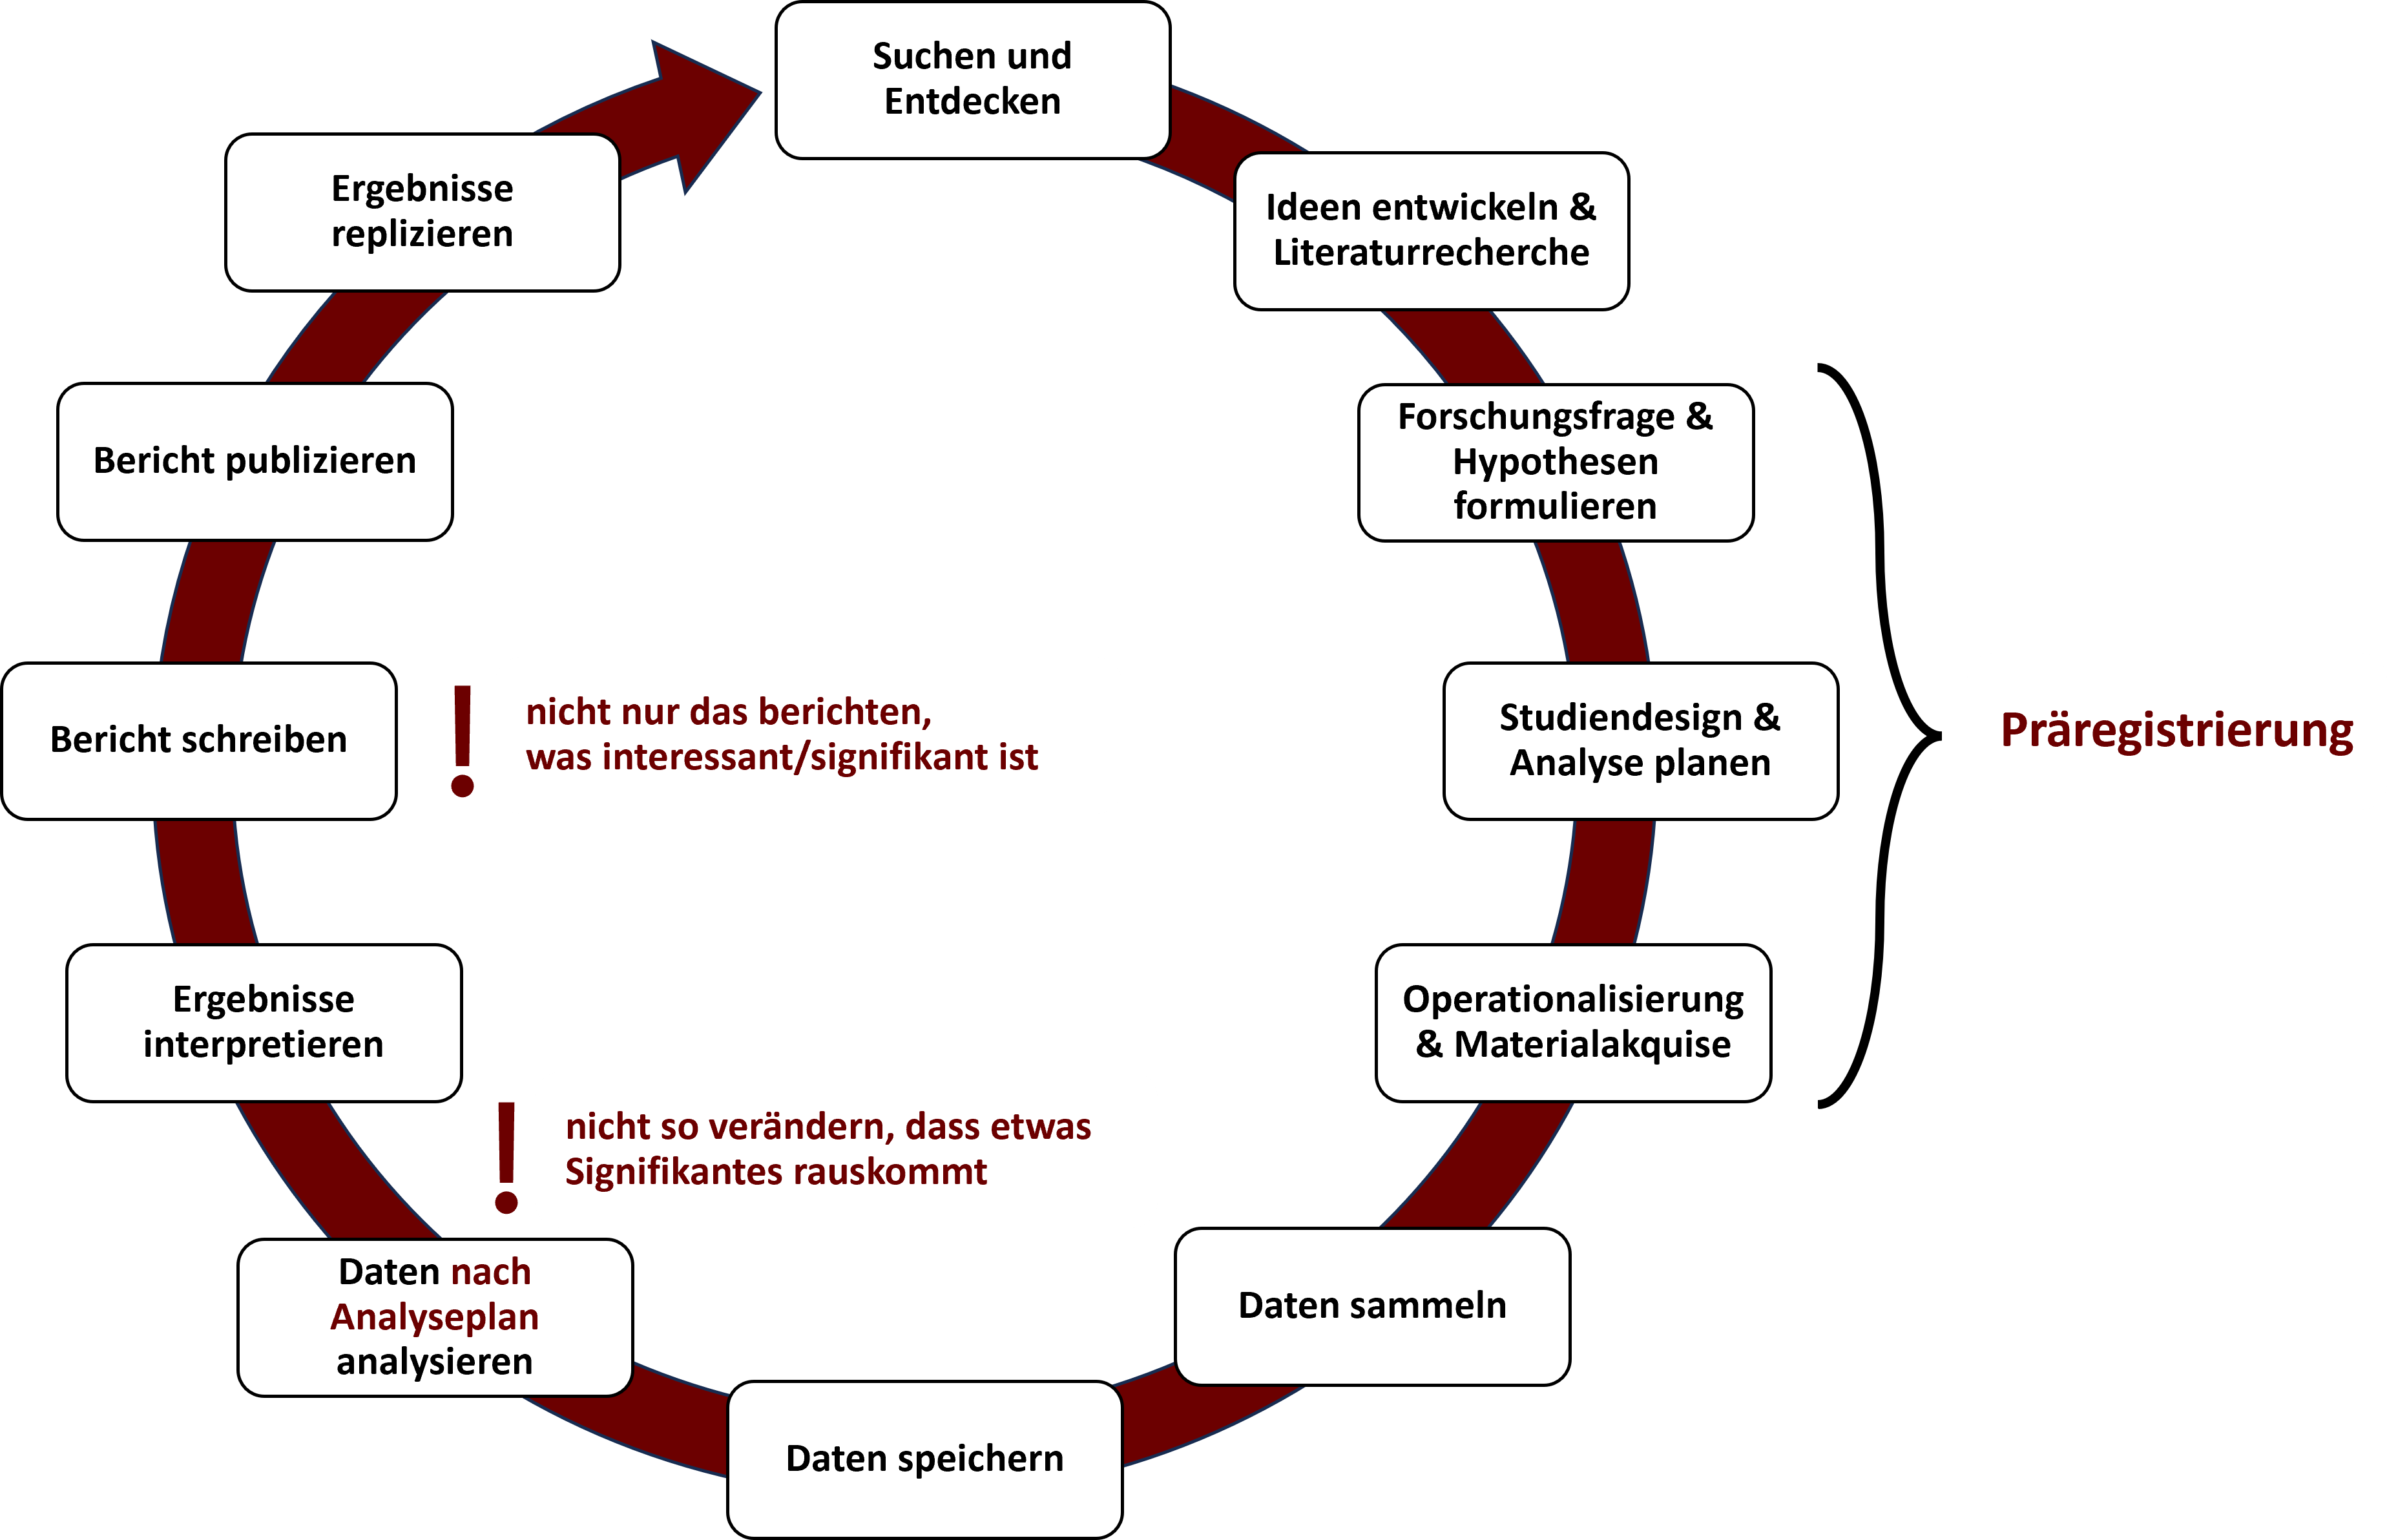 Suchen und
Entdecken
Ideen entwickeln &
Literaturrecherche
Forschungsfrage &
Hypothesen
formulieren
Studiendesign &
Analyse planen
Operationalisierung
& Materialakquise
Präregistrierung
Daten sammeln
Daten speichern
Daten nach
Analyseplan
analysieren
!
nicht so verändern, dass etwas
Signifikantes rauskommt
Ergebnisse
interpretieren
Bericht schreiben
!
nicht nur das berichten,
was interessant/signifikant ist
Bericht publizieren
Ergebnisse
replizieren